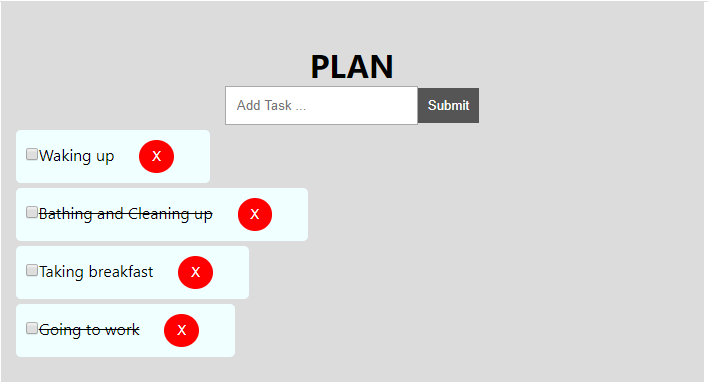 PLAN
Add Task ... Submit
Waking up X
Bathing and Cleaning up X
Taking breakfast X
Going to work X